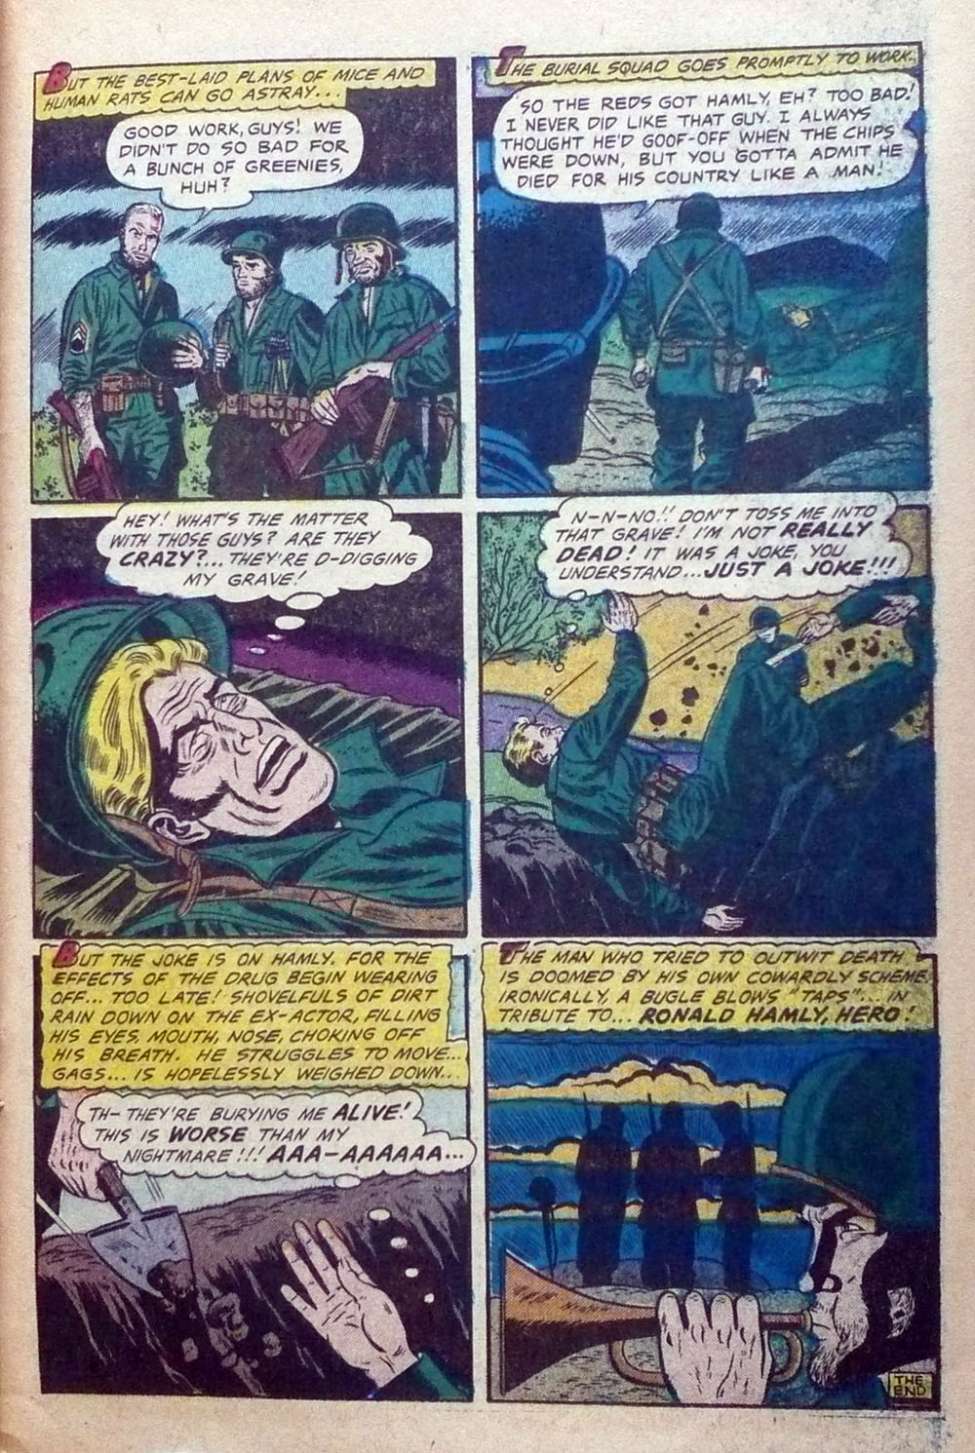 BUT THE BEST-LAID PLANS OF MICE AND
HUMAN RATS CAN GO ASTRAY...
GOOD WORK, GUYS! WE
DIDN'T DO SO BAD FOR
A BUNCH OF GREENIES,
HUH?
THE BURIAL SQUAD GOES PROMPTLY TO WORK.
SO THE REDS GOT HAMLY, EH? TOO BAD!
I NEVER DID LIKE THAT GUY. I ALWAYS
THOUGHT HE'D GOOF-OFF WHEN THE CHIPS
WERE DOWN, BUT YOU GOTTA ADMIT HE
DIED FOR HIS COUNTRY LIKE A MAN!
HEY! WHAT'S THE MATTER
WITH THOSE GUYS? ARE THEY
CRAZY?... THEY'RE D-DIGGING
MY GRAVE!
N-N-NO!! DON'T TOSS ME INTO
THAT GRAVE! I'M NOT REALLY
DEAD! IT WAS A JOKE, YOU
UNDERSTAND... JUST A JOKE!!!
BUT THE JOKE IS ON HAMLY. FOR THE
EFFECTS OF THE DRUG BEGIN WEARING
OFF... TOO LATE! SHOVELFULS OF DIRT
RAIN DOWN ON THE EX-ACTOR, FILLING
HIS EYES, MOUTH, NOSE, CHOKING OFF
HIS BREATH. HE STRUGGLES TO MOVE...
GAGS... IS HOPELESSLY WEIGHED DOWN...
TH-THEY'RE BURYING ME ALIVE!
THIS IS WORSE THAN MY
NIGHTMARE!!! AAA-AAAAAA...
THE MAN WHO TRIED TO OUTWIT DEATH
IS DOOMED BY HIS OWN COWARDLY SCHEME.
IRONICALLY, A BUGLE BLOWS "TAPS"... IN
TRIBUTE TO... RONALD HAMLY, HERO!
THE
END